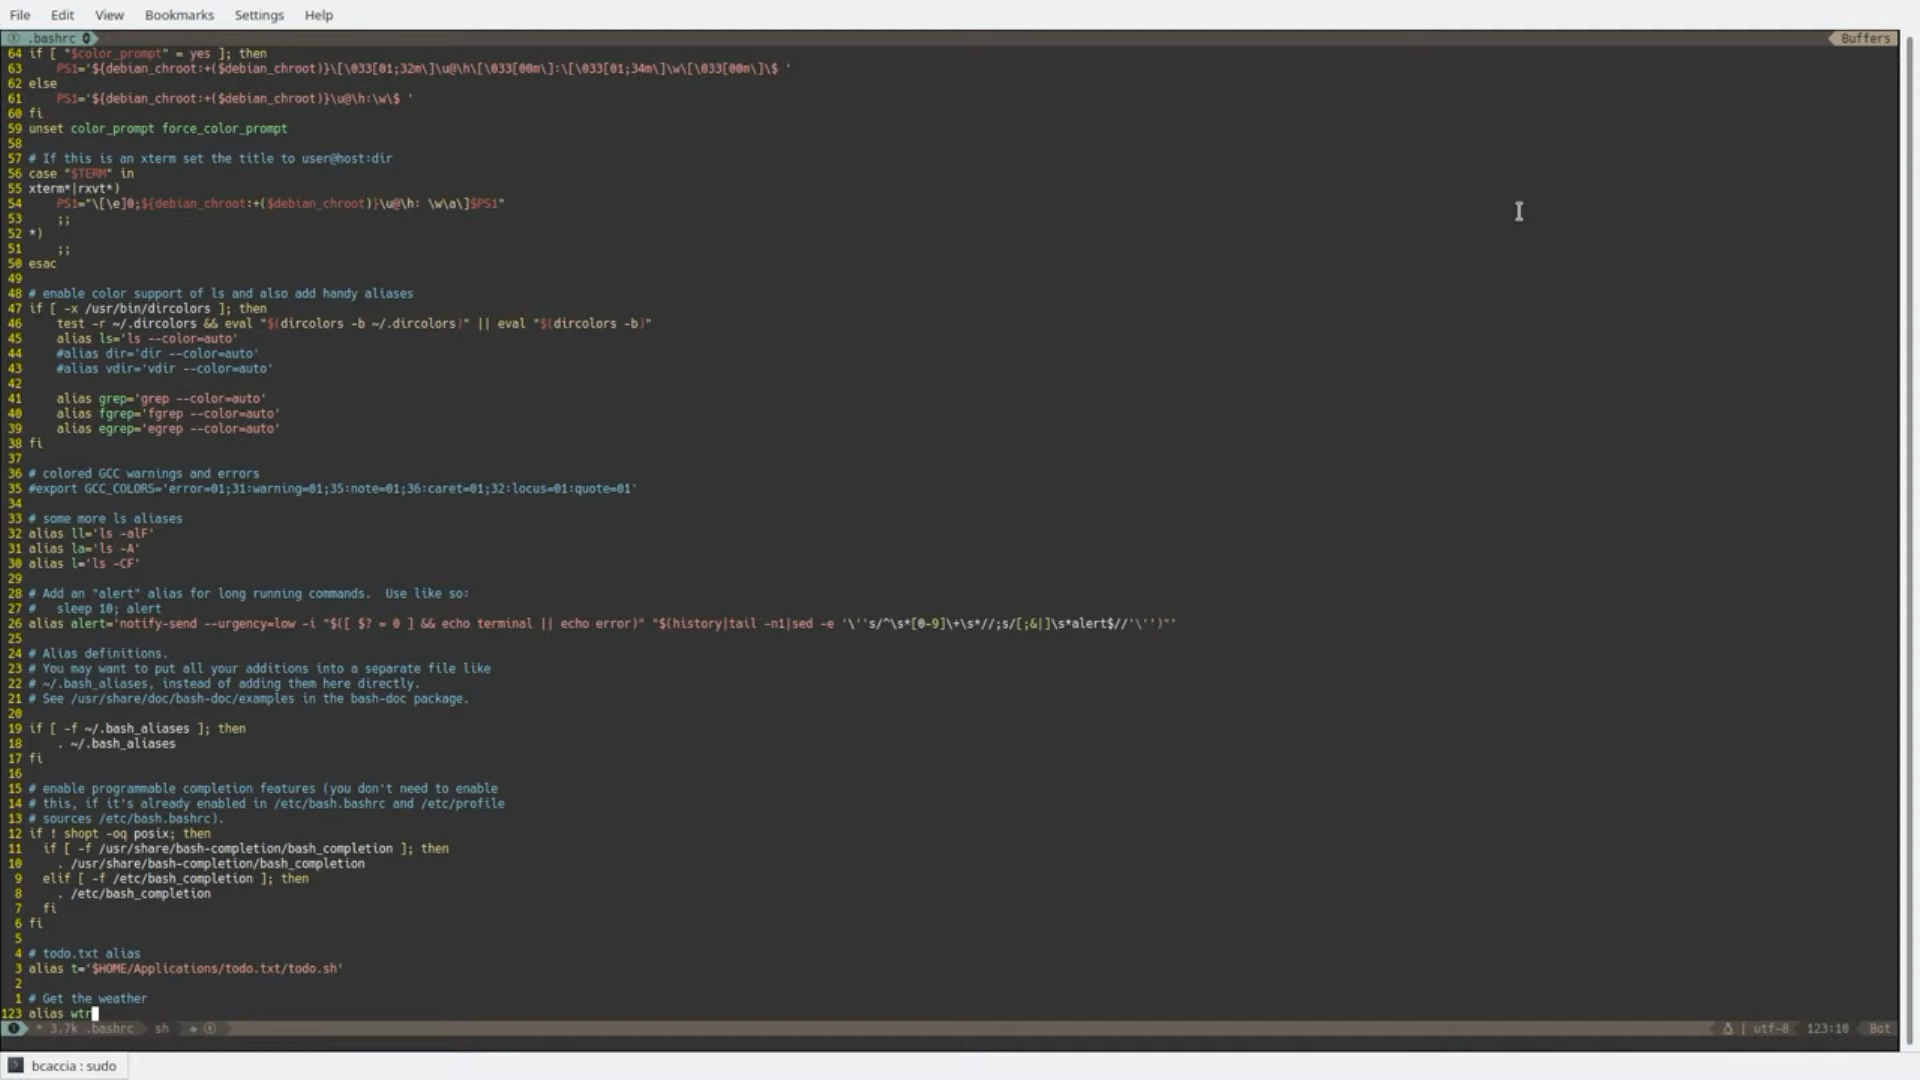 File Edit View Bookmarks Settings Help
.bashrc Buffers
64 if [ "$color_prompt" = yes ]; then
63     PS1='${debian_chroot:+($debian_chroot)}\[\033[01;32m\]\u@\h\[\033[00m\]:\[\033[01;34m\]\w\[\033[00m\]\$ '
62 else
61     PS1='${debian_chroot:+($debian_chroot)}\u@\h:\w\$ '
60 fi
59 unset color_prompt force_color_prompt
58
57 # If this is an xterm set the title to user@host:dir
56 case "$TERM" in
55 xterm*|rxvt*)
54     PS1="\[\e]0;${debian_chroot:+($debian_chroot)}\u@\h: \w\a\]$PS1"
53     ;;
52 *)
51     ;;
50 esac
49
48 # enable color support of ls and also add handy aliases
47 if [ -x /usr/bin/dircolors ]; then
46     test -r ~/.dircolors && eval "$(dircolors -b ~/.dircolors)" || eval "$(dircolors -b)"
45     alias ls='ls --color=auto'
44     #alias dir='dir --color=auto'
43     #alias vdir='vdir --color=auto'
42
41     alias grep='grep --color=auto'
40     alias fgrep='fgrep --color=auto'
39     alias egrep='egrep --color=auto'
38 fi
37
36 # colored GCC warnings and errors
35 #export GCC_COLORS='error=01;31:warning=01;35:note=01;36:caret=01;32:locus=01:quote=01'
34
33 # some more ls aliases
32 alias ll='ls -alF'
31 alias la='ls -A'
30 alias l='ls -CF'
29
28 # Add an "alert" alias for long running commands.  Use like so:
27 #   sleep 10; alert
26 alias alert='notify-send --urgency=low -i "$([ $? = 0 ] && echo terminal || echo error)" "$(history|tail -n1|sed -e '\''s/^\s*[0-9]\+\s*//;s/[;&|]\s*alert$//'\'')"'
25
24 # Alias definitions.
23 # You may want to put all your additions into a separate file like
22 # ~/.bash_aliases, instead of adding them here directly.
21 # See /usr/share/doc/bash-doc/examples in the bash-doc package.
20
19 if [ -f ~/.bash_aliases ]; then
18     . ~/.bash_aliases
17 fi
16
15 # enable programmable completion features (you don't need to enable
14 # this, if it's already enabled in /etc/bash.bashrc and /etc/profile
13 # sources /etc/bash.bashrc).
12 if ! shopt -oq posix; then
11   if [ -f /usr/share/bash-completion/bash_completion ]; then
10     . /usr/share/bash-completion/bash_completion
9   elif [ -f /etc/bash_completion ]; then
8     . /etc/bash_completion
7   fi
6 fi
5
4 # todo.txt alias
3 alias t='$HOME/Applications/todo.txt/todo.sh'
2
1 # Get the weather
123 alias wtr
* 3.7k .bashrc sh | utf-8 123:10 Bot
bcaccia : sudo